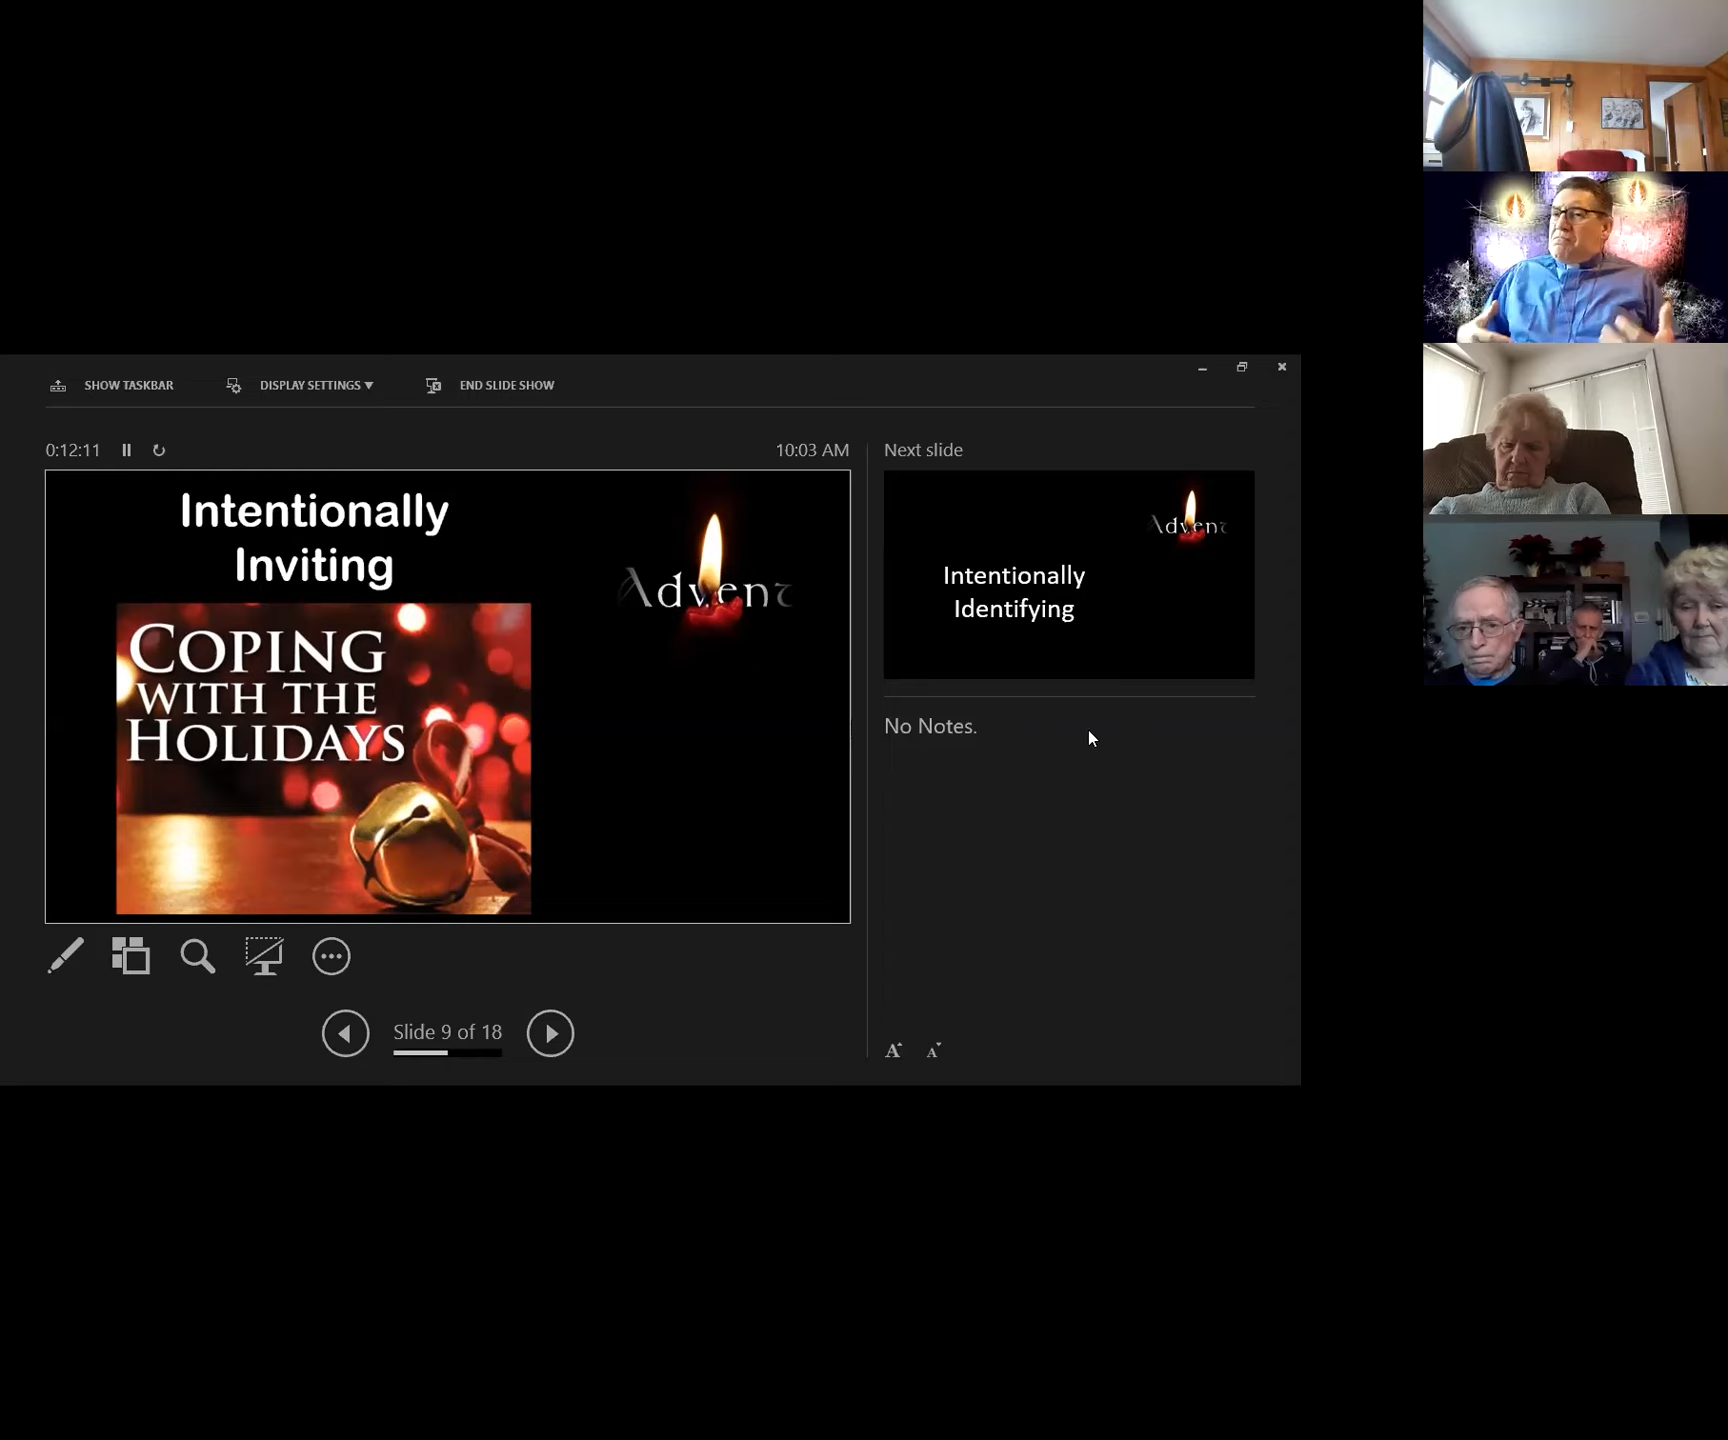 SHOW TASKBAR
DISPLAY SETTINGS ▼
END SLIDE SHOW
0:12:11
10:03 AM
Intentionally
Inviting
Advent
COPING
WITH THE
HOLIDAYS
Slide 9 of 18
Next slide
Advent
Intentionally
Identifying
No Notes.
A
A